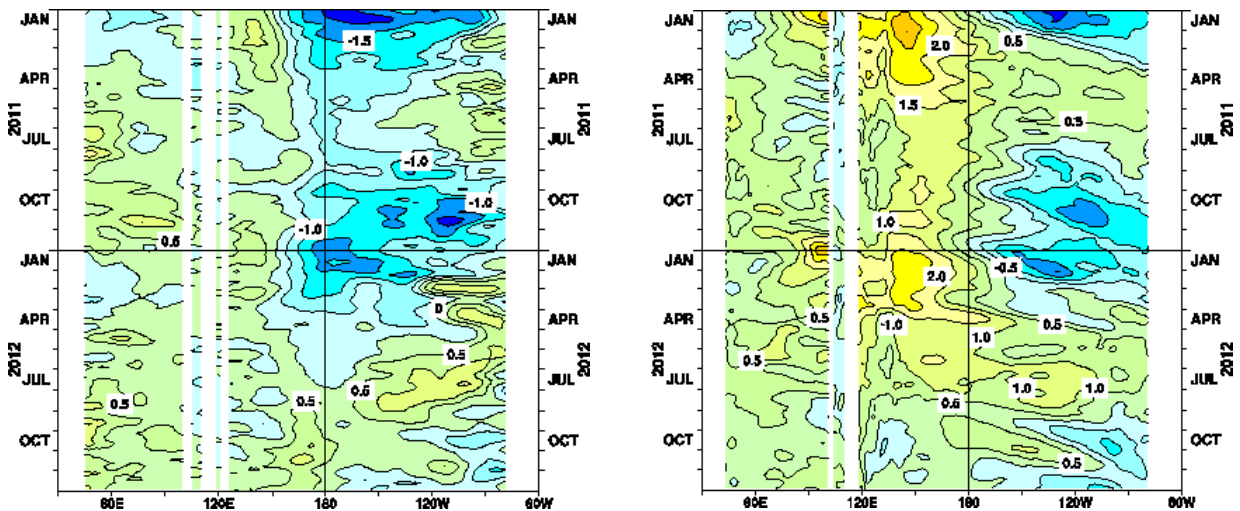 JAN JAN
-1.5
APR APR
2011 2011
JUL JUL
-1.0
OCT -1.0 OCT
-1.0
0.5
JAN JAN
0
APR APR
2012 0.5 2012
JUL 0.5 JUL
0.5 0.5
OCT OCT
60E 120E 180 120W 60W
JAN 0.5 JAN
2.0
APR APR
2011 1.5 2011
0.5
JUL JUL
OCT 1.0 OCT
JAN -0.5 JAN
2.0
APR 0.5 -1.0 0.5 APR
1.0
2012 0.5 2012
JUL 1.0 1.0 JUL
0.5
OCT OCT
0.5
60E 120E 180 120W 60W